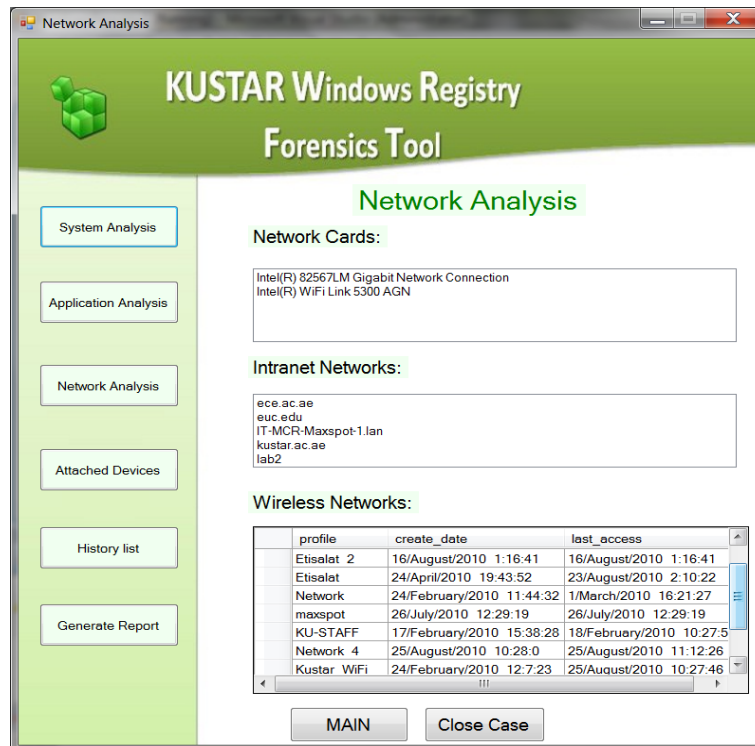 Network Analysis
KUSTAR Windows Registry
Forensics Tool
System Analysis
Application Analysis
Network Analysis
Attached Devices
History list
Generate Report
Network Analysis
Network Cards:
Intel(R) 82567LM Gigabit Network Connection
Intel(R) WiFi Link 5300 AGN
Intranet Networks:
ece.ac.ae
euc.edu
IT-MCR-Maxspot-1.lan
kustar.ac.ae
lab2
Wireless Networks:
profile create_date last_access
Etisalat 2 16/August/2010 1:16:41 16/August/2010 1:16:41
Etisalat 24/April/2010 19:43:52 23/August/2010 2:10:22
Network 24/February/2010 11:44:32 1/March/2010 16:21:27
maxspot 26/July/2010 12:29:19 26/July/2010 12:29:19
KU-STAFF 17/February/2010 15:38:28 18/February/2010 10:27:5
Network 4 25/August/2010 10:28:0 25/August/2010 11:12:26
Kustar WiFi 24/February/2010 12:7:23 25/August/2010 10:27:46
MAIN Close Case